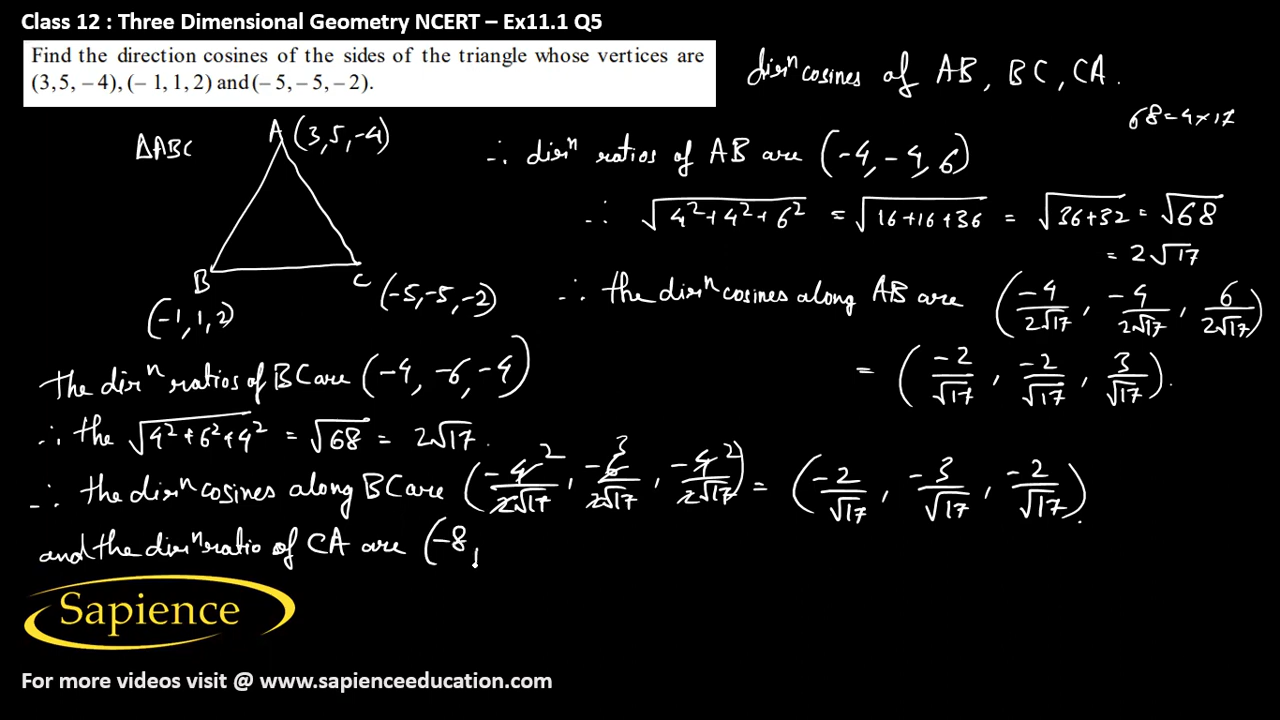 Class 12 : Three Dimensional Geometry NCERT – Ex11.1 Q5
Find the direction cosines of the sides of the triangle whose vertices are
(3, 5, – 4), (– 1, 1, 2) and (– 5, – 5, – 2).
dirⁿ cosines of AB, BC, CA.
68 = 4 × 17
ΔABC
A (3, 5, -4)
B
(-1, 1, 2)
C (-5, -5, -2)
∴ dirⁿ ratios of AB are (-4, -4, 6)
∴ √(4² + 4² + 6²) = √(16+16+36) = √(36+32) = √68
= 2√17
∴ the dirⁿ cosines along AB are (-4/2√17, -4/2√17, 6/2√17)
= (-2/√17, -2/√17, 3/√17).
The dirⁿ ratios of BC are (-4, -6, -4)
∴ the √(4² + 6² + 4²) = √68 = 2√17.
∴ the dirⁿ cosines along BC are (-4 2/2√17, -6 3/2√17, -4 2/2√17) = (-2/√17, -3/√17, -2/√17).
and the dirⁿ ratio of CA are (-8,
Sapience
For more videos visit @ www.sapienceeducation.com